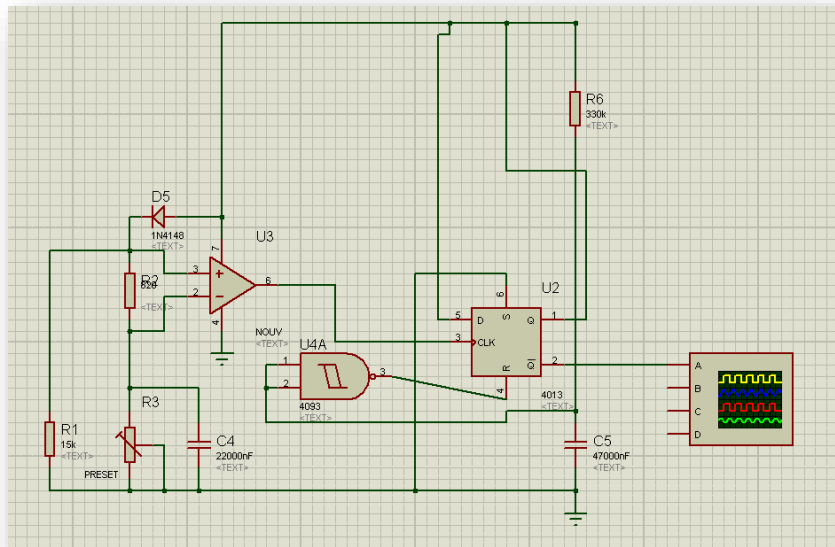 R6
330k
<TEXT>
D5
1N4148
<TEXT>
U3
7
3
+
6
2
−
4
R2
820
<TEXT>
NOUV
<TEXT>
U4A
1
2
3
4093
U2
6
S
5
D
Q
1
3
CLK
Q
2
R
4
4013
<TEXT>
A
B
C
D
R1
15k
<TEXT>
R3
PRESET
C4
22000nF
<TEXT>
C5
47000nF
<TEXT>